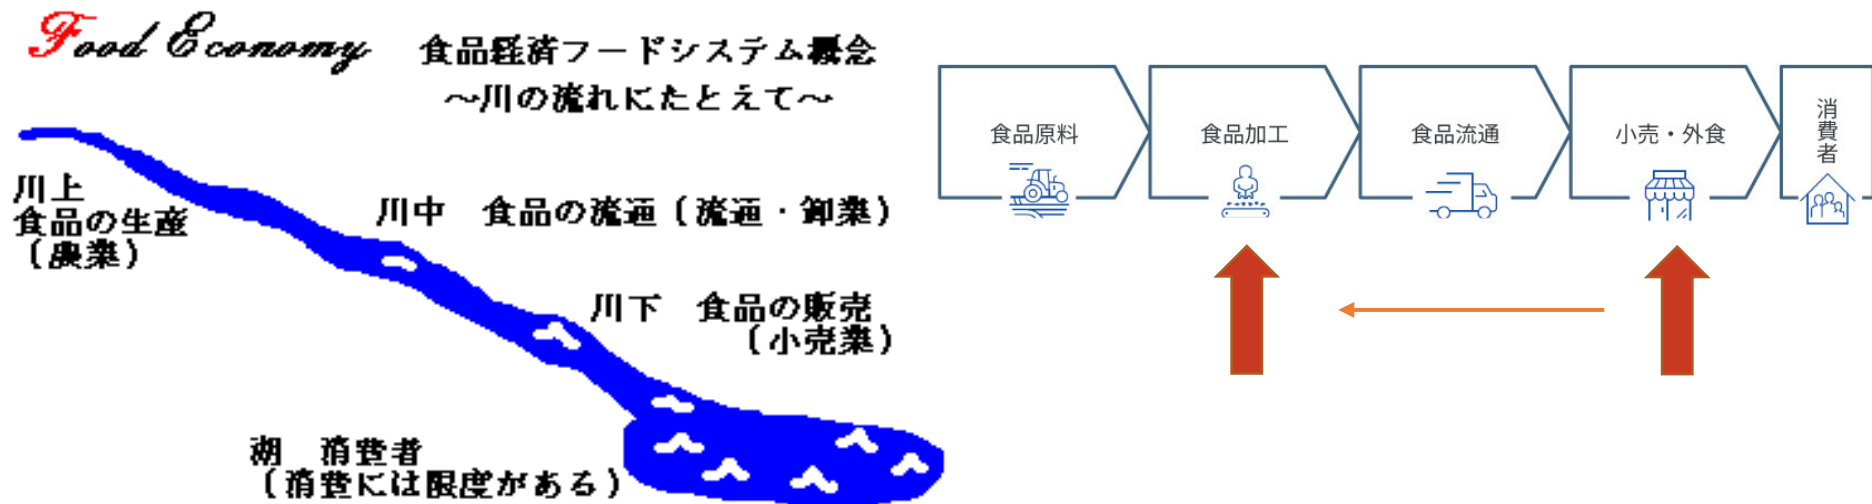 Food Economy
食品経済フードシステム概念
～川の流れにたとえて～
川上
食品の生産
(農業)
川中　食品の流通(流通・卸業)
川下　食品の販売
(小売業)
湖　消費者
(消費には限度がある)
食品原料
食品加工
食品流通
小売・外食
消費者